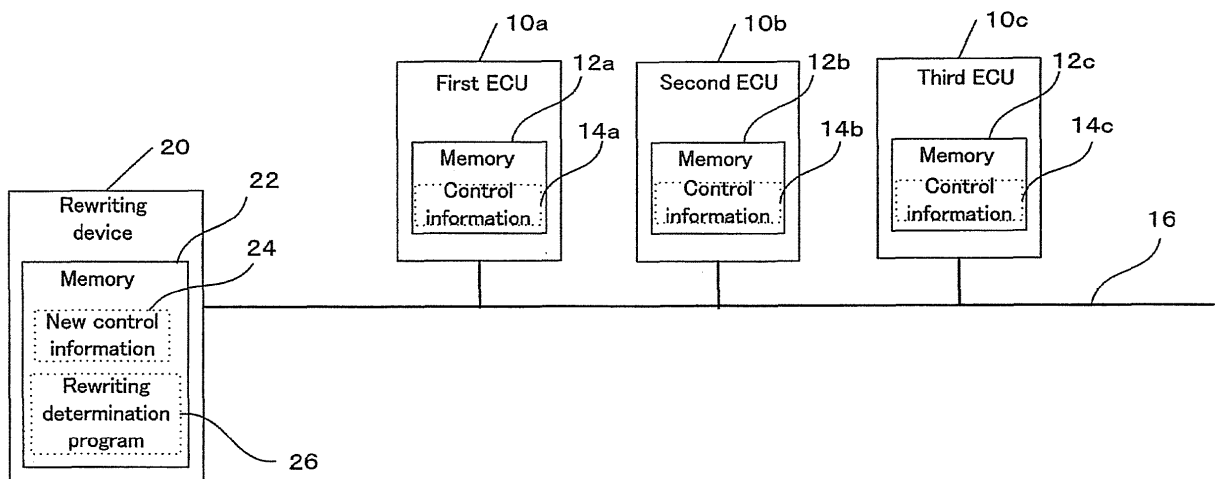 10a
10b
10c
First ECU
12a
Second ECU
12b
Third ECU
12c
14a
14b
14c
Memory
Control
information
Memory
Control
information
Memory
Control
information
20
Rewriting
device
22
24
Memory
New control
information
Rewriting
determination
program
26
16